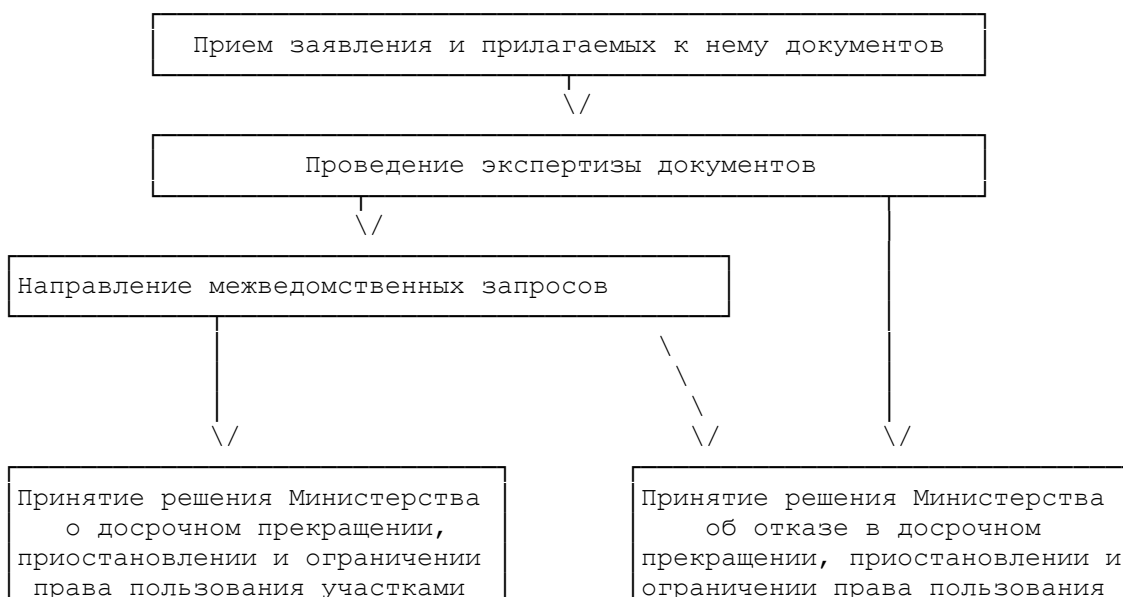 Прием заявления и прилагаемых к нему документов
Проведение экспертизы документов
Направление межведомственных запросов
Принятие решения Министерства
о досрочном прекращении,
приостановлении и ограничении
права пользования участками
Принятие решения Министерства
об отказе в досрочном
прекращении, приостановлении и
ограничении права пользования